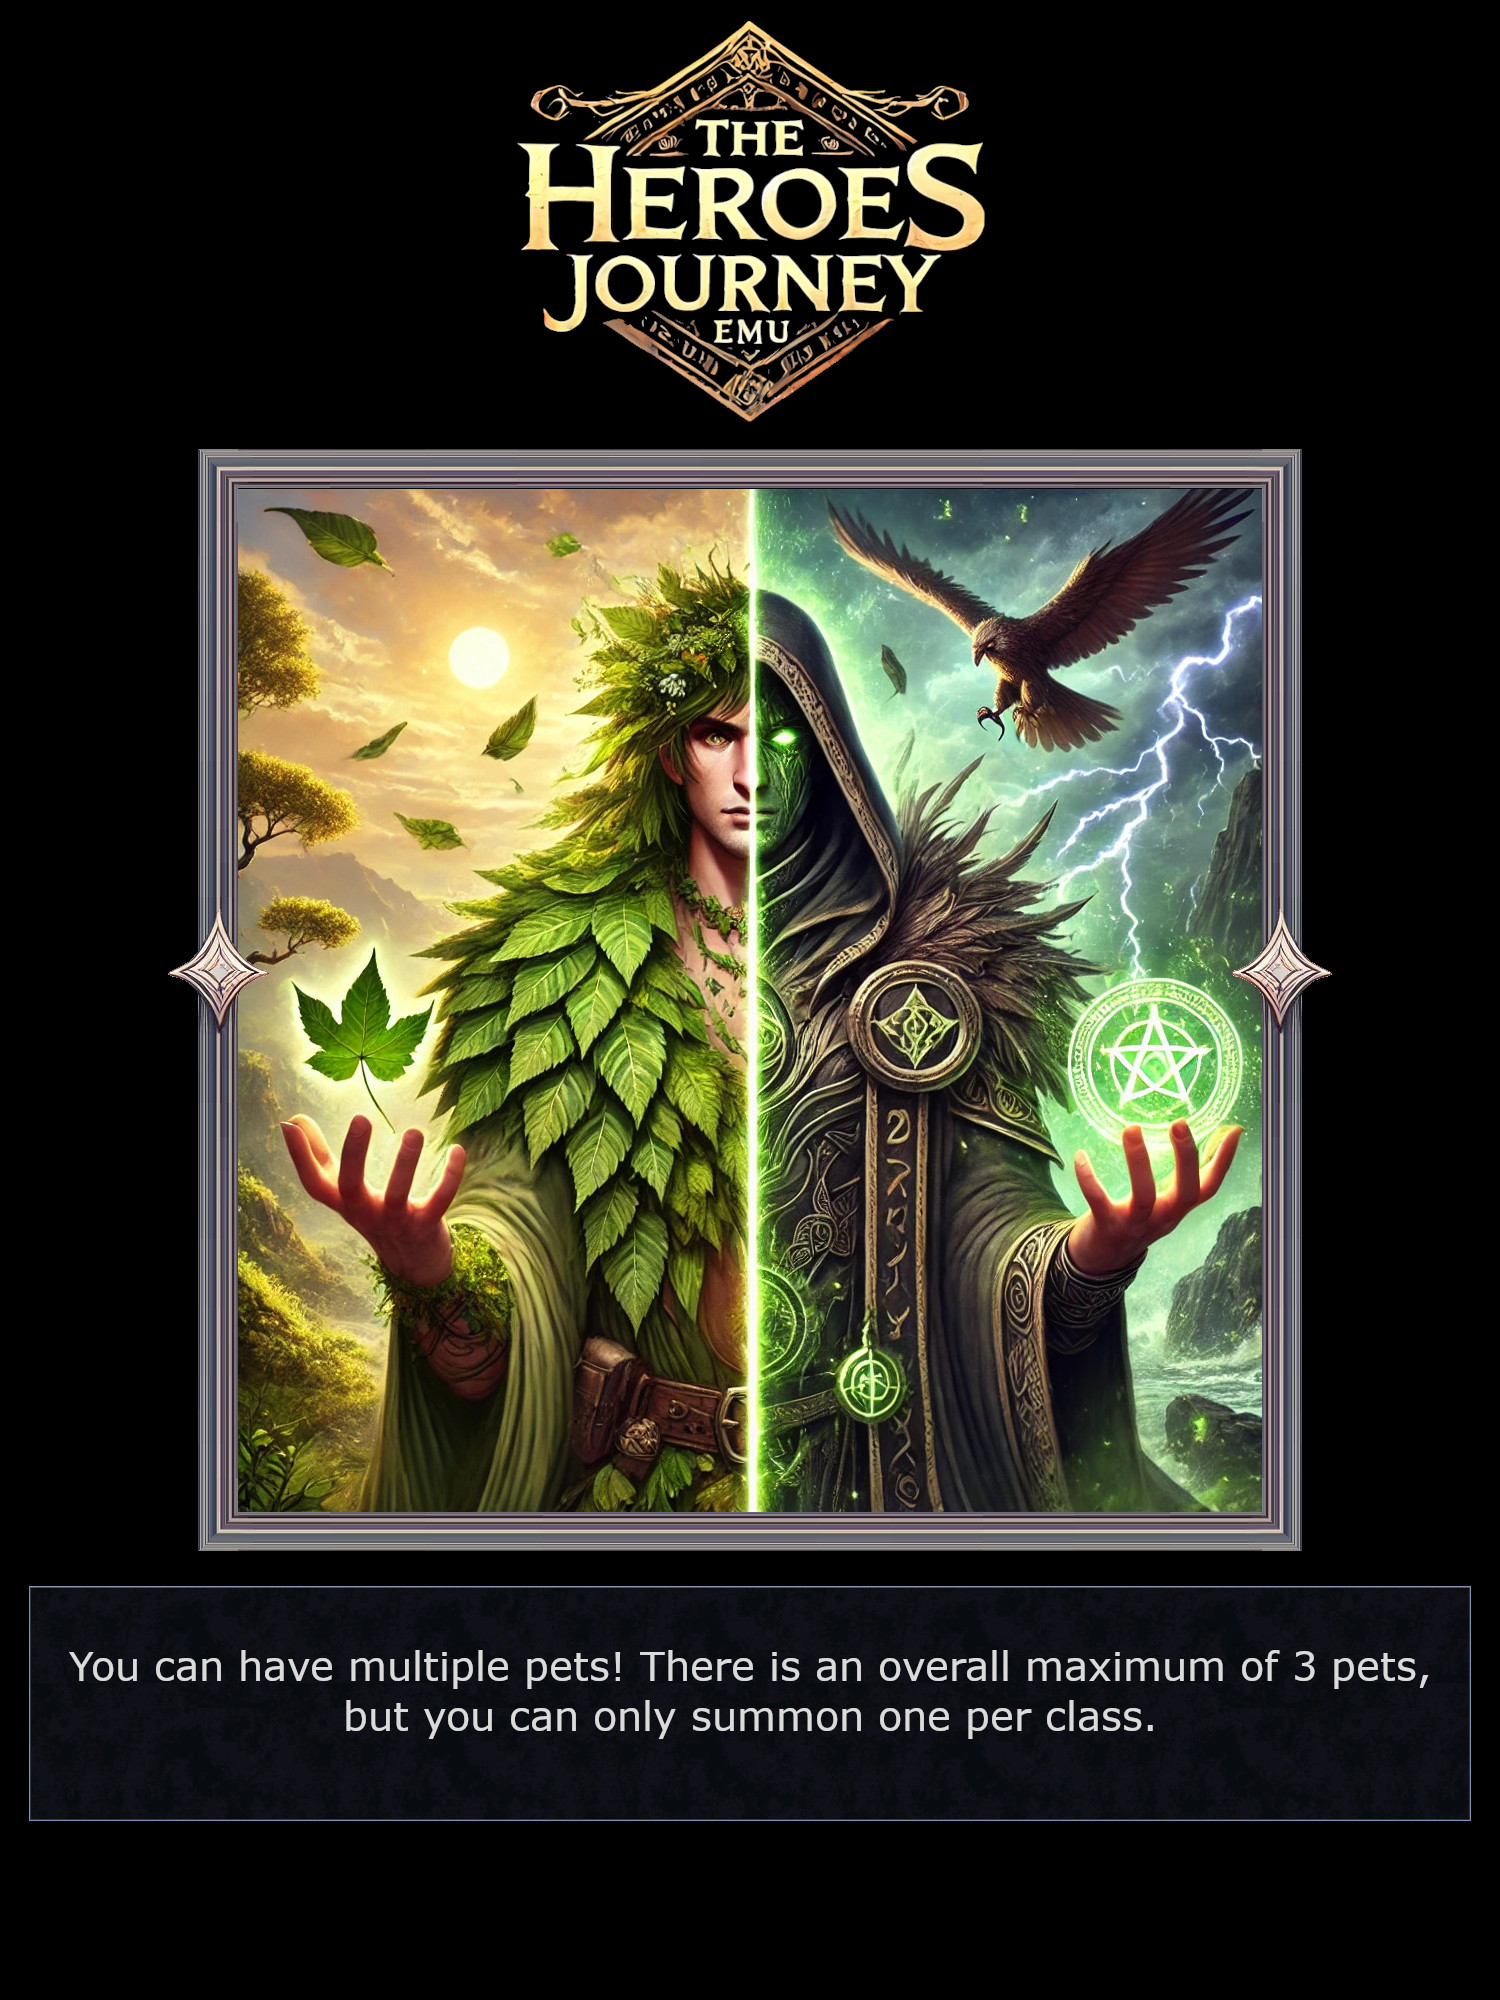 THE
HEROES
JOURNEY
EMU
You can have multiple pets! There is an overall maximum of 3 pets,
but you can only summon one per class.